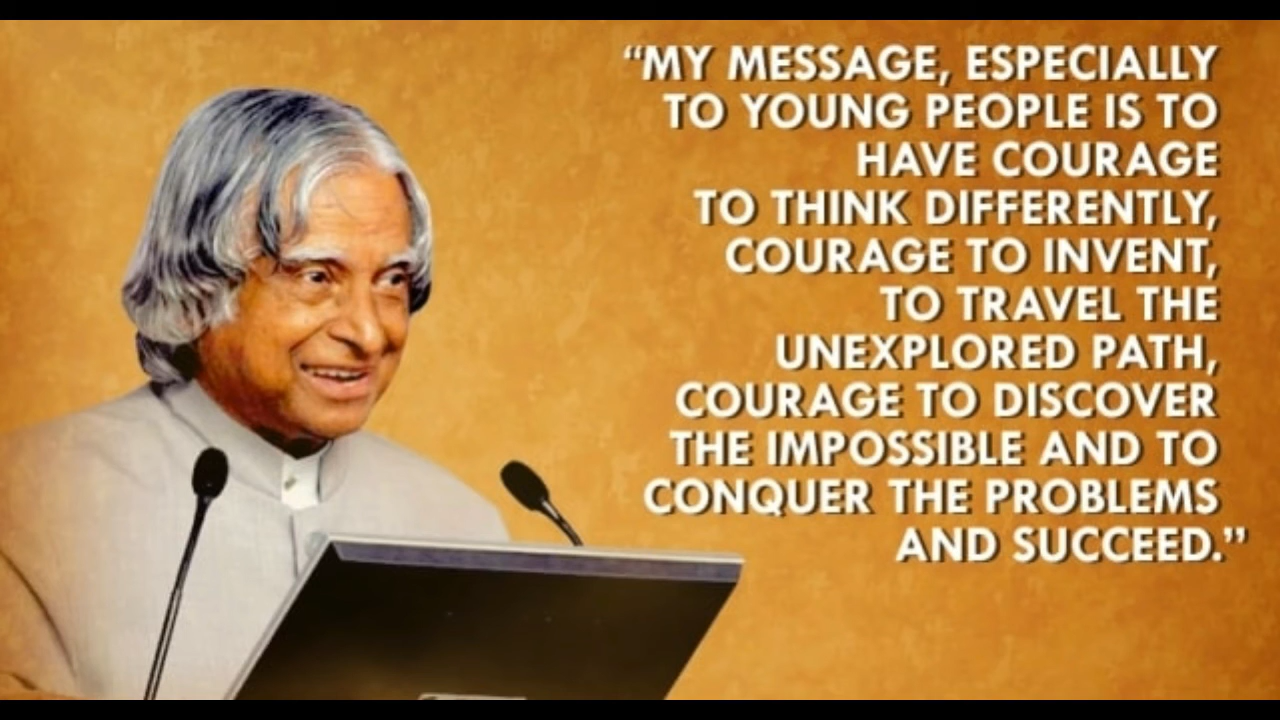 “MY MESSAGE, ESPECIALLY
TO YOUNG PEOPLE IS TO
HAVE COURAGE
TO THINK DIFFERENTLY,
COURAGE TO INVENT,
TO TRAVEL THE
UNEXPLORED PATH,
COURAGE TO DISCOVER
THE IMPOSSIBLE AND TO
CONQUER THE PROBLEMS
AND SUCCEED.”